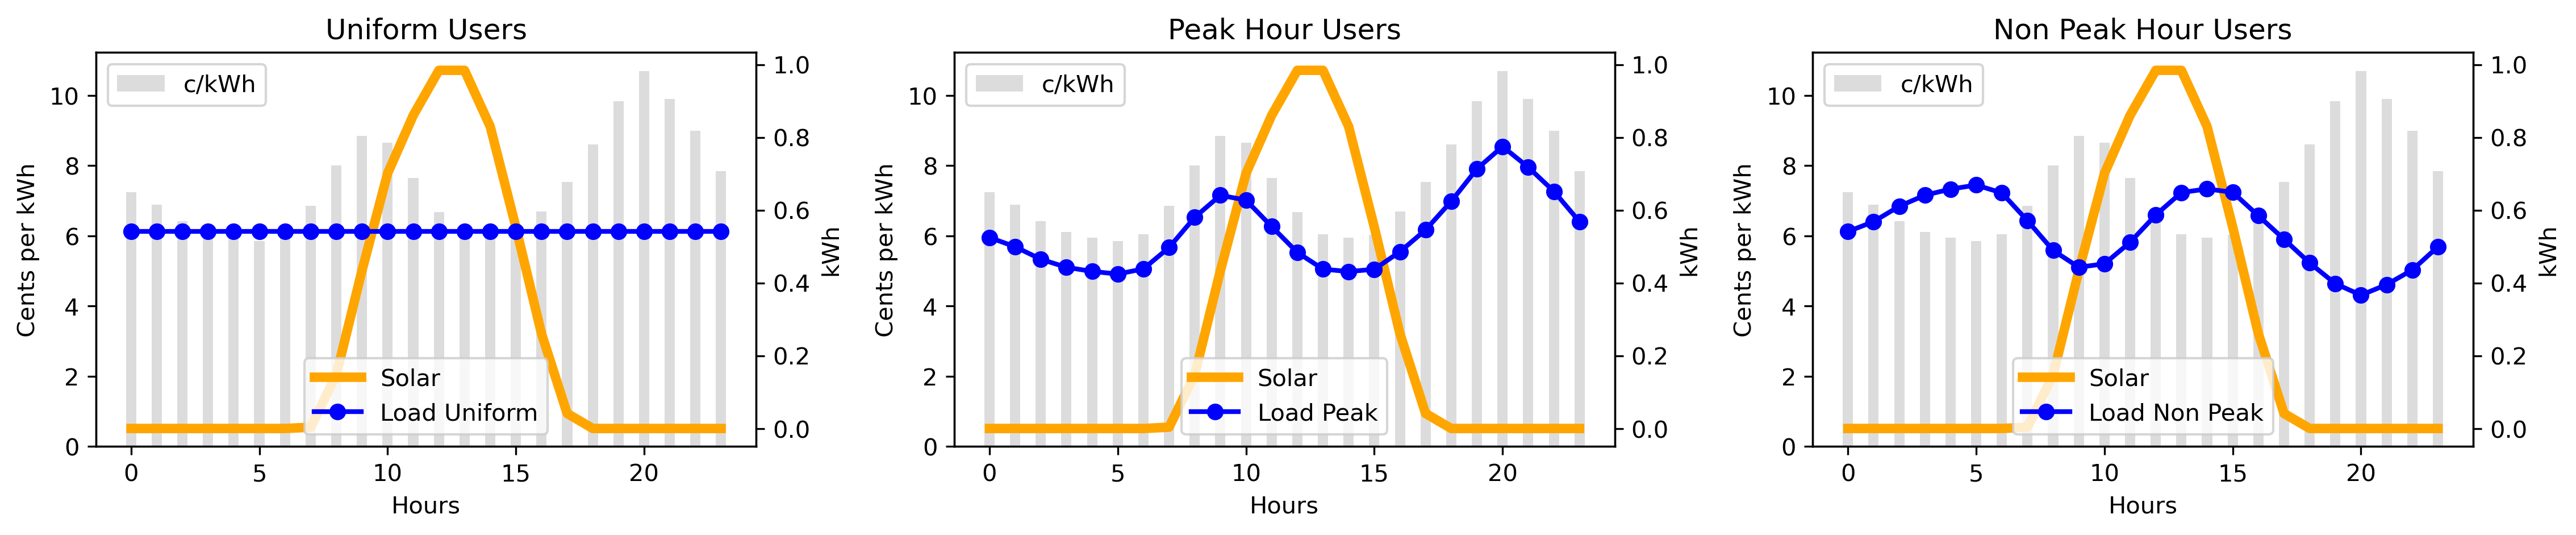 Uniform Users
c/kWh
10
8
6
4
2
0
Cents per kWh
1.0
0.8
0.6
0.4
0.2
0.0
kWh
Solar
Load Uniform
0 5 10 15 20
Hours
Peak Hour Users
c/kWh
10
8
6
4
2
0
Cents per kWh
1.0
0.8
0.6
0.4
0.2
0.0
kWh
Solar
Load Peak
0 5 10 15 20
Hours
Non Peak Hour Users
c/kWh
10
8
6
4
2
0
Cents per kWh
1.0
0.8
0.6
0.4
0.2
0.0
kWh
Solar
Load Non Peak
0 5 10 15 20
Hours